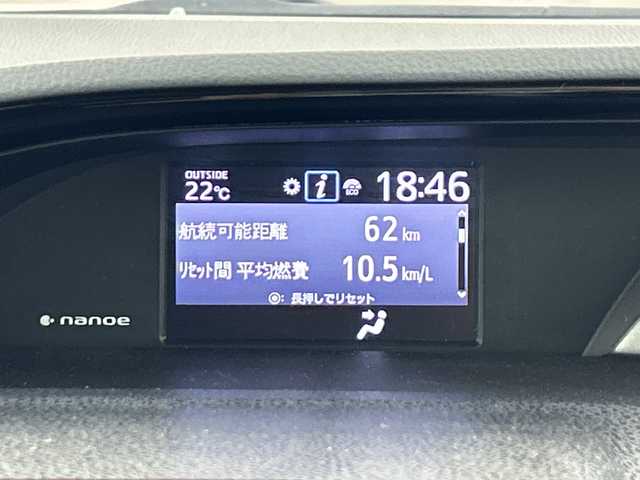 OUTSIDE
22℃
i
ECO
18:46
航続可能距離 62 km
リセット間 平均燃費 10.5 km/L
◉: 長押しでリセット
nanoe